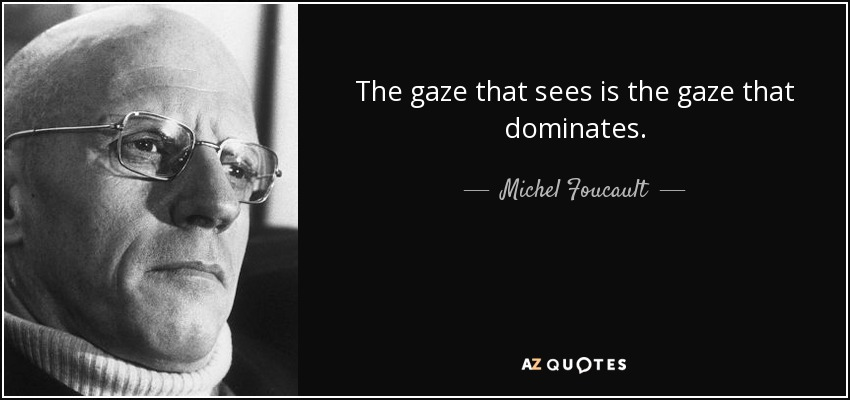 The gaze that sees is the gaze that
dominates.
Michel Foucault
AZ QUOTES